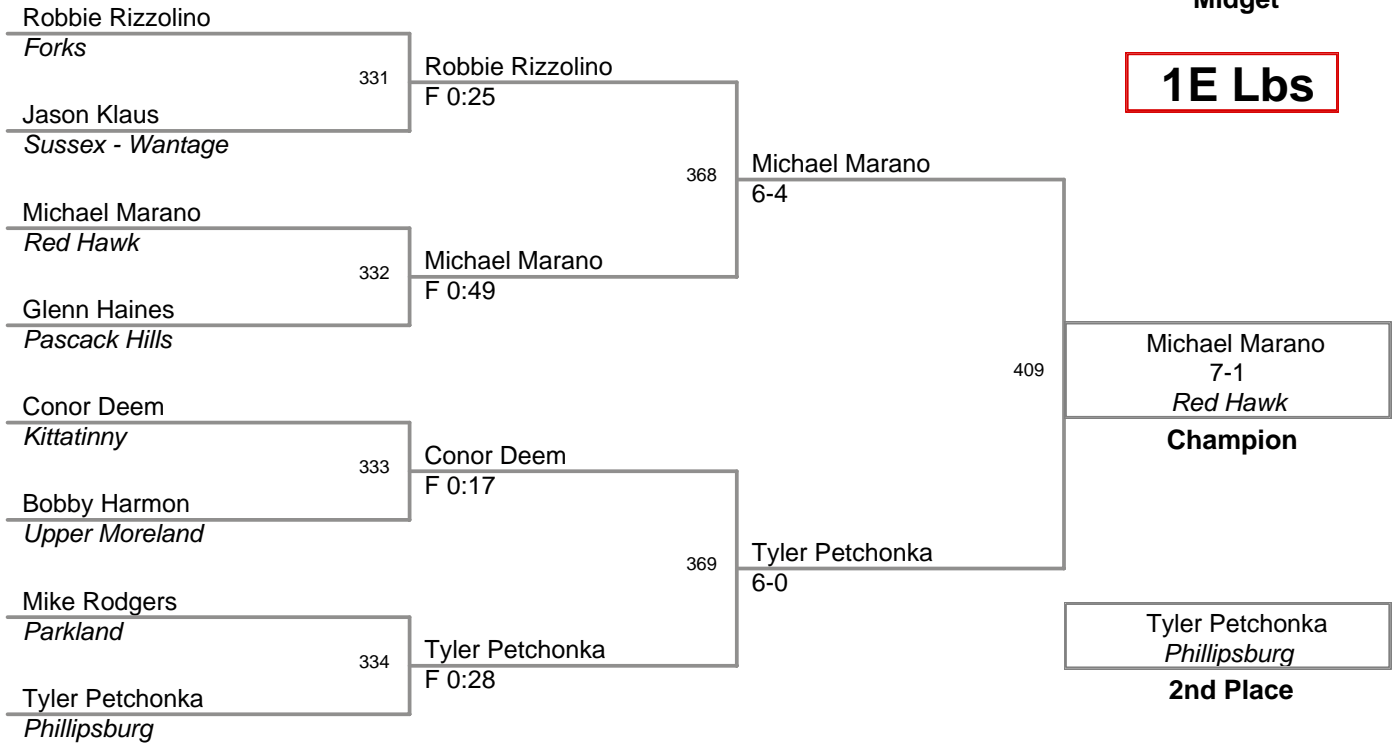 Midget
1E Lbs
Robbie Rizzolino
Forks
331
Jason Klaus
Sussex - Wantage
Robbie Rizzolino
F 0:25
368
Michael Marano
Red Hawk
332
Glenn Haines
Pascack Hills
Michael Marano
F 0:49
Michael Marano
6-4
409
Conor Deem
Kittatinny
333
Bobby Harmon
Upper Moreland
Conor Deem
F 0:17
369
Mike Rodgers
Parkland
334
Tyler Petchonka
Phillipsburg
Tyler Petchonka
F 0:28
Tyler Petchonka
6-0
Michael Marano
7-1
Red Hawk
Champion
Tyler Petchonka
Phillipsburg
2nd Place